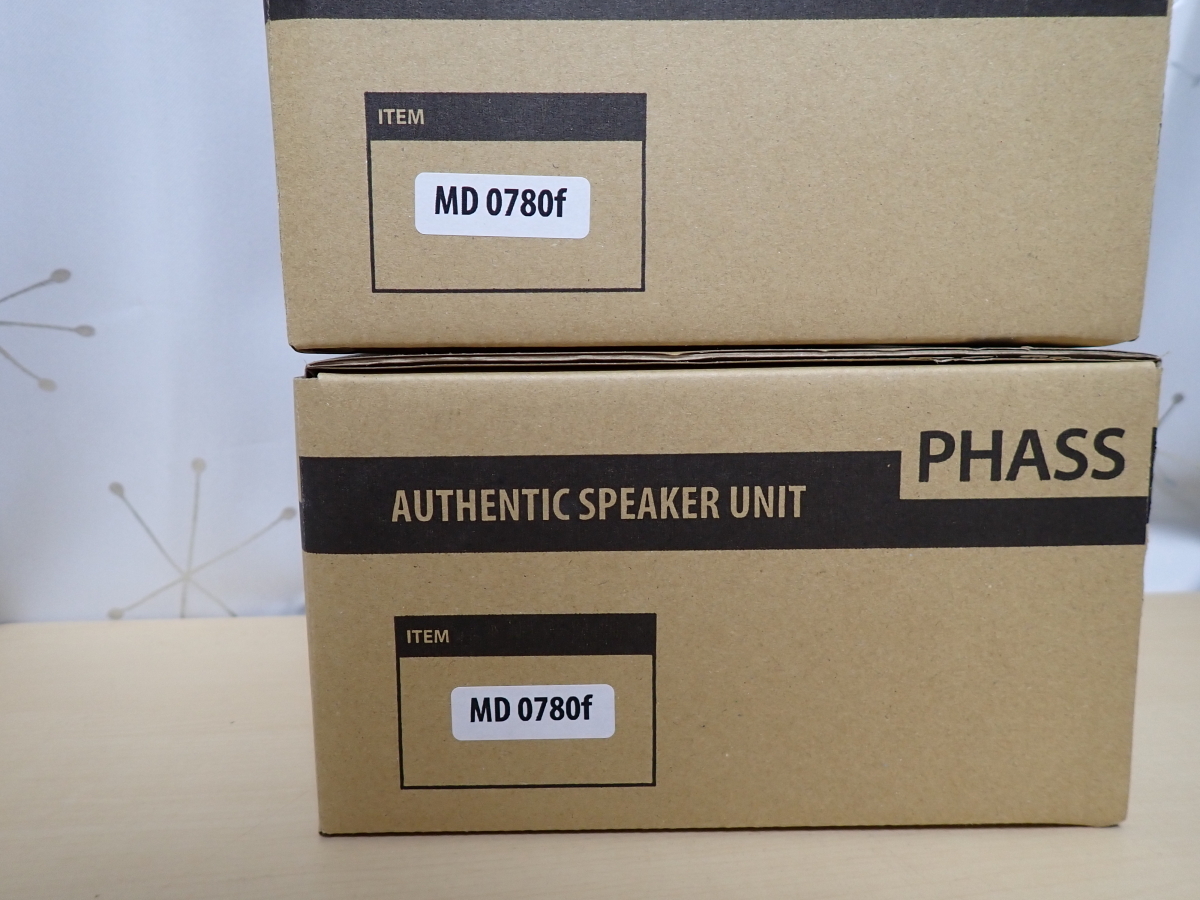 ITEM
MD 0780f
PHASS
AUTHENTIC SPEAKER UNIT
ITEM
MD 0780f